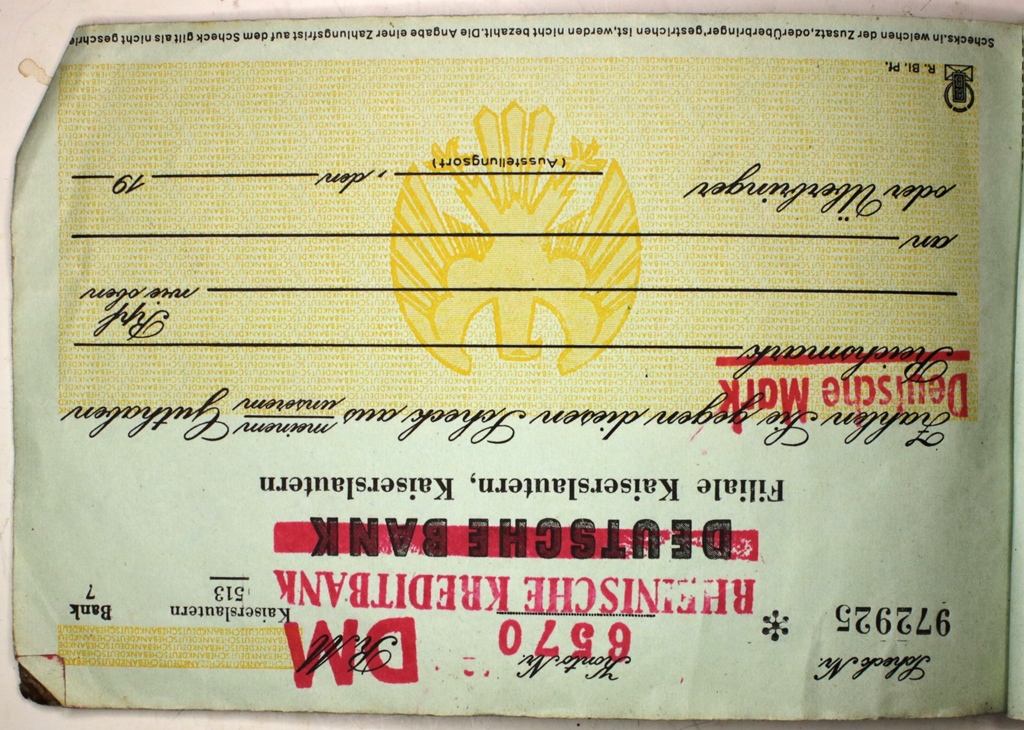 Scheck Nr.
972925
*
Konto Nr.
6570
RM
DM
Kaiserslautern
513
Bank
7
RHEINISCHE KREDITBANK
DEUTSCHE BANK
Filiale Kaiserslautern, Kaiserslautern
Zahlen Sie gegen diesen Scheck aus meinem unserem Guthaben
Deutsche Mark
Reichsmark
Rpf
wie oben
an
oder Überbringer
, den 19
(Ausstellungsort)
R. Bl. Pf.
Schecks, in welchen der Zusatz „oder Überbringer" gestrichen ist, werden nicht bezahlt. Die Angabe einer Zahlungsfrist auf dem Scheck gilt als nicht geschrie